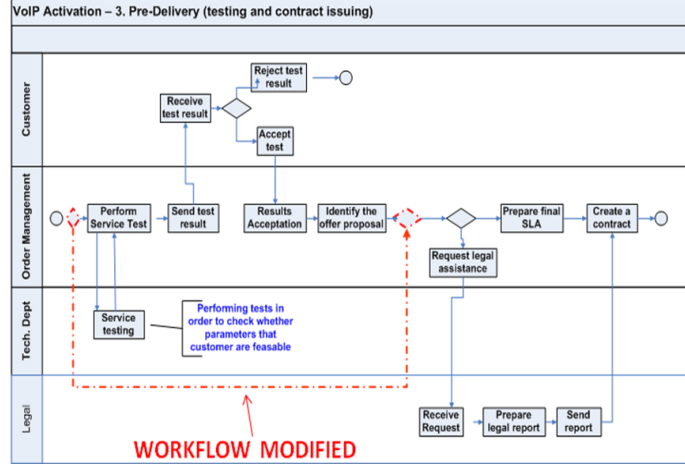 VoIP Activation – 3. Pre-Delivery (testing and contract issuing)
Customer
Reject test
result
Receive
test result
Accept
test
Order Management
Perform
Service Test
Send test
result
Results
Acceptation
Identify the
offer proposal
Prepare final
SLA
Create a
contract
Request legal
assistance
Tech. Dept
Service
testing
Performing tests in
order to check whether
parameters that
customer are feasable
Legal
Receive
Request
Prepare
legal report
Send
report
WORKFLOW MODIFIED